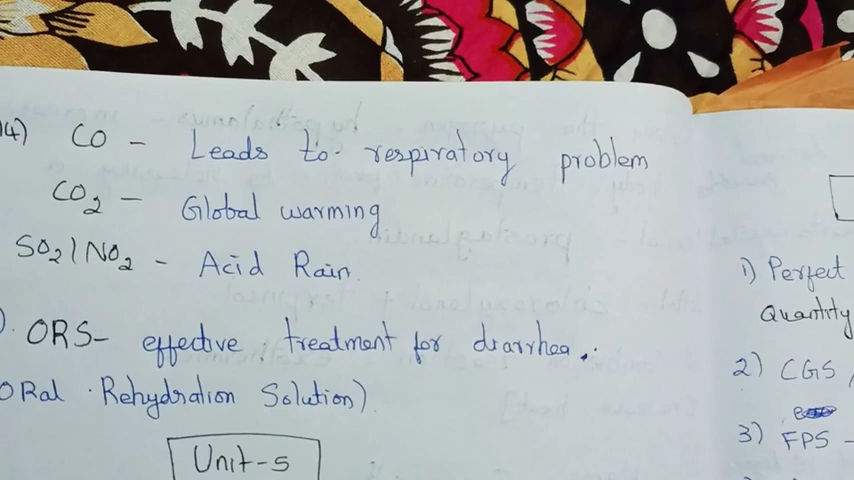 14) CO - Leads to respiratory problem
CO2 - Global warming
SO2/NO2 - Acid Rain.
). ORS- effective treatment for diarrhea.
ORal Rehydration Solution)
Unit-5
1) Perfect
Quantity
2) CGS
3) FPS -